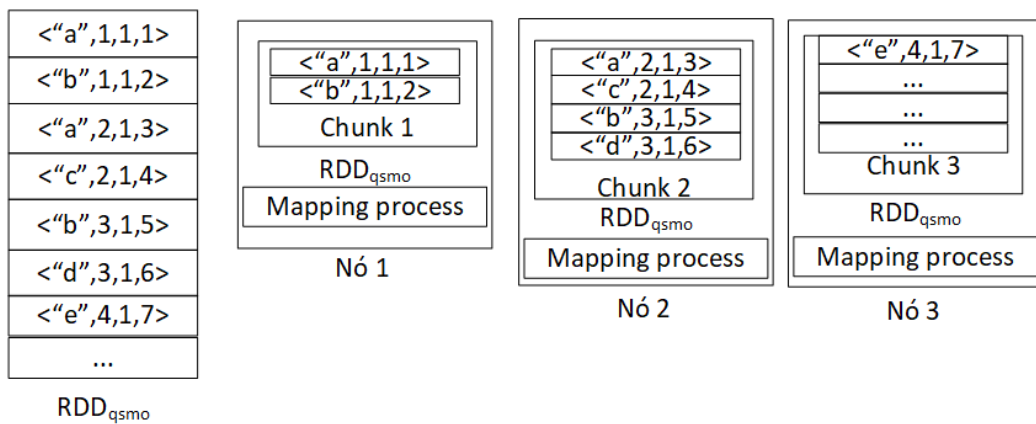 <“a”,1,1,1>
<“b”,1,1,2>
<“a”,2,1,3>
<“c”,2,1,4>
<“b”,3,1,5>
<“d”,3,1,6>
<“e”,4,1,7>
...
RDDqsmo
<“a”,1,1,1>
<“b”,1,1,2>
Chunk 1
RDDqsmo
Mapping process
Nó 1
<“a”,2,1,3>
<“c”,2,1,4>
<“b”,3,1,5>
<“d”,3,1,6>
Chunk 2
RDDqsmo
Mapping process
Nó 2
<“e”,4,1,7>
...
...
...
Chunk 3
RDDqsmo
Mapping process
Nó 3